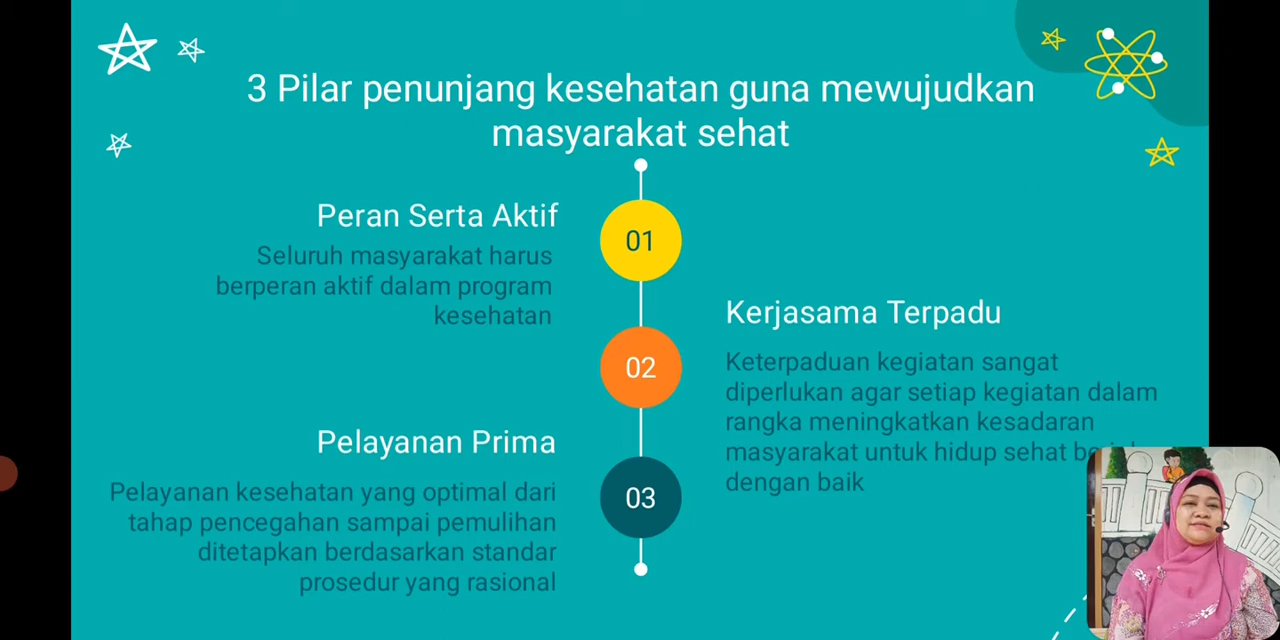 3 Pilar penunjang kesehatan guna mewujudkan
masyarakat sehat
Peran Serta Aktif
01
Seluruh masyarakat harus
berperan aktif dalam program
kesehatan
Kerjasama Terpadu
02
Keterpaduan kegiatan sangat
diperlukan agar setiap kegiatan dalam
rangka meningkatkan kesadaran
masyarakat untuk hidup sehat
dengan baik
Pelayanan Prima
03
Pelayanan kesehatan yang optimal dari
tahap pencegahan sampai pemulihan
ditetapkan berdasarkan standar
prosedur yang rasional